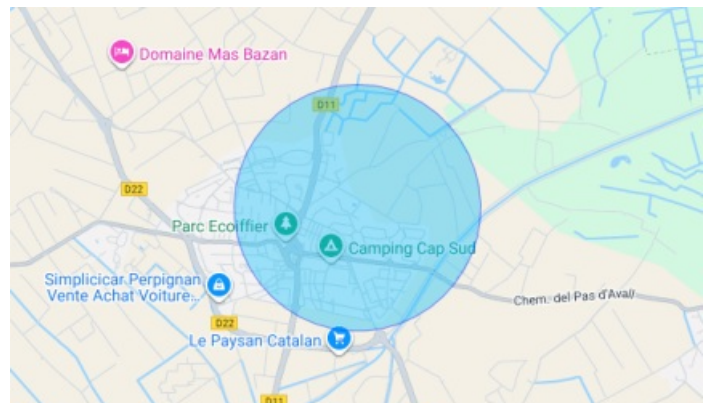 Domaine Mas Bazan
D11
D22
Parc Ecoiffier
Camping Cap Sud
Simplicicar Perpignan
Vente Achat Voiture...
Chem. del Pas d'Avall
D22
Le Paysan Catalan
D11